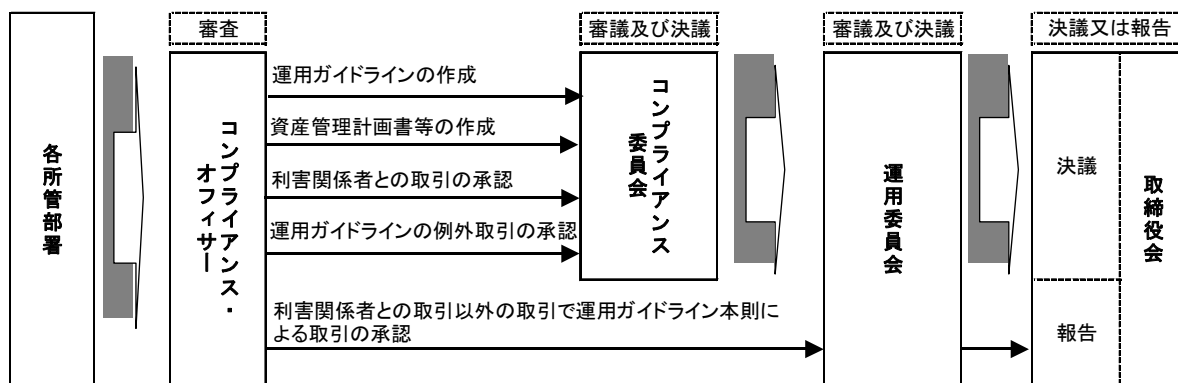 審査
審議及び決議
審議及び決議
決議又は報告
各所管部署
コンプライアンス・
オフィサー
運用ガイドラインの作成
資産管理計画書等の作成
利害関係者との取引の承認
運用ガイドラインの例外取引の承認
利害関係者との取引以外の取引で運用ガイドライン本則に
よる取引の承認
コンプライアンス
委員会
運用委員会
決議
報告
取締役会